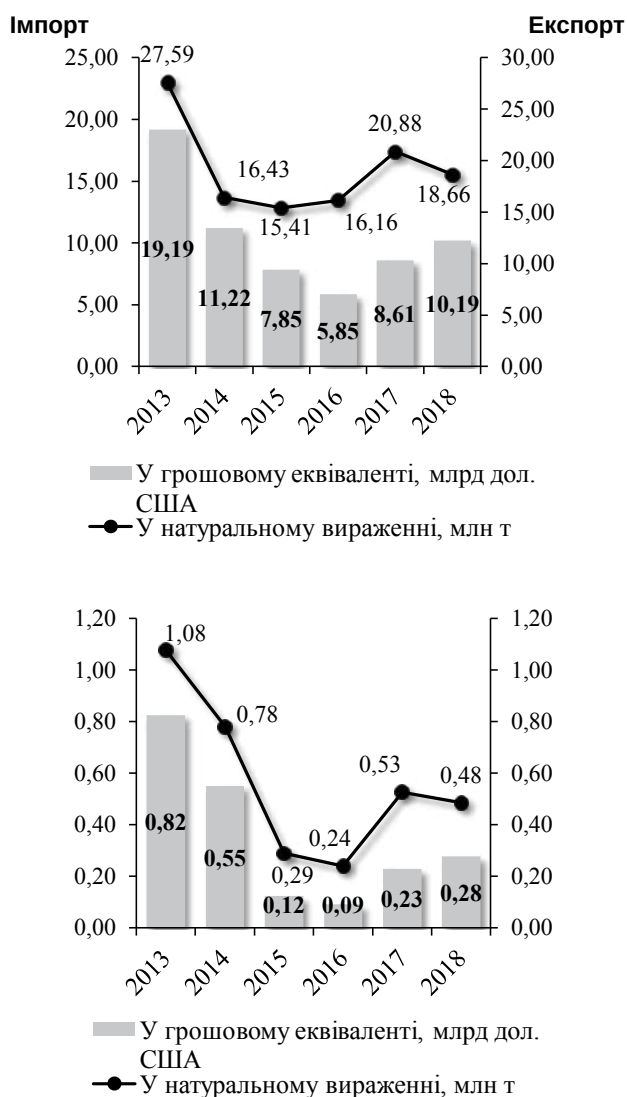 Імпорт Експорт
25,00 27,59 30,00
20,00 25,00
15,00 20,88 20,00
10,00 16,43 18,66 15,00
5,00 15,41 16,16 10,00
0,00 19,19 11,22 7,85 5,85 8,61 10,19 5,00
0,00
2013 2014 2015 2016 2017 2018
У грошовому еквіваленті, млрд дол.
США
У натуральному вираженні, млн т
1,20 1,08 1,20
1,00 1,00
0,80 0,78 0,80
0,60 0,53 0,48 0,60
0,40 0,24 0,40
0,20 0,29 0,20
0,00 0,82 0,55 0,12 0,09 0,23 0,28 0,00
2013 2014 2015 2016 2017 2018
У грошовому еквіваленті, млрд дол.
США
У натуральному вираженні, млн т